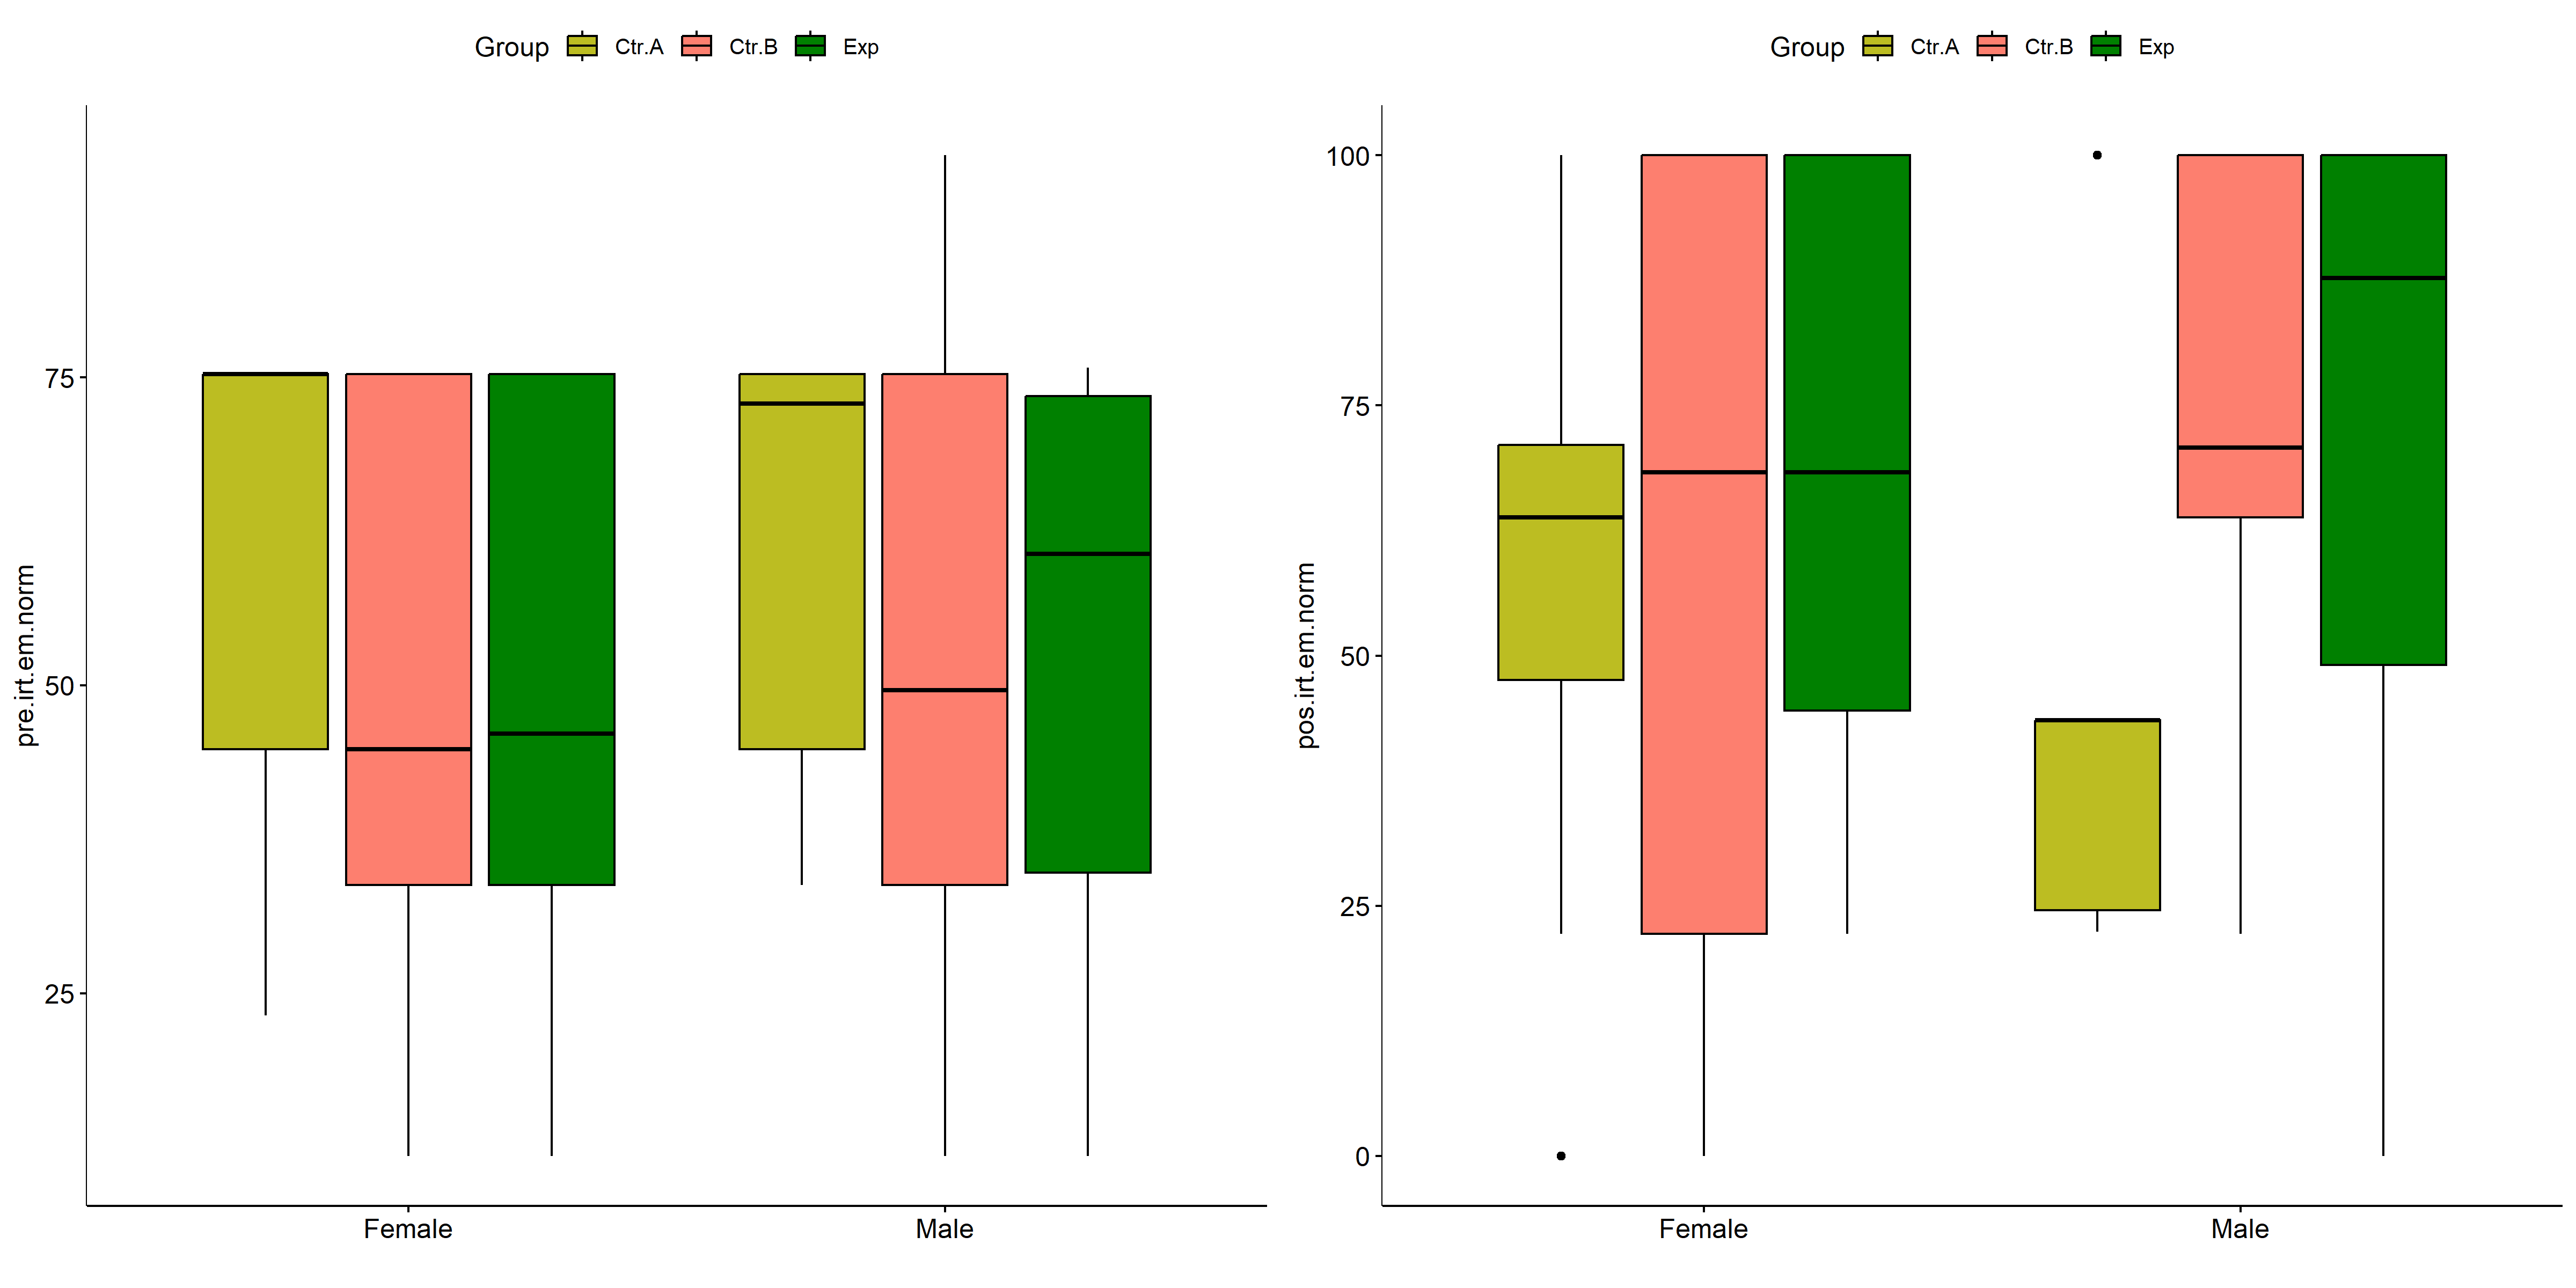 Group Ctr.A Ctr.B Exp
pre.irt.em.norm
75
50
25
Female Male
Group Ctr.A Ctr.B Exp
pos.irt.em.norm
100
75
50
25
0
Female Male